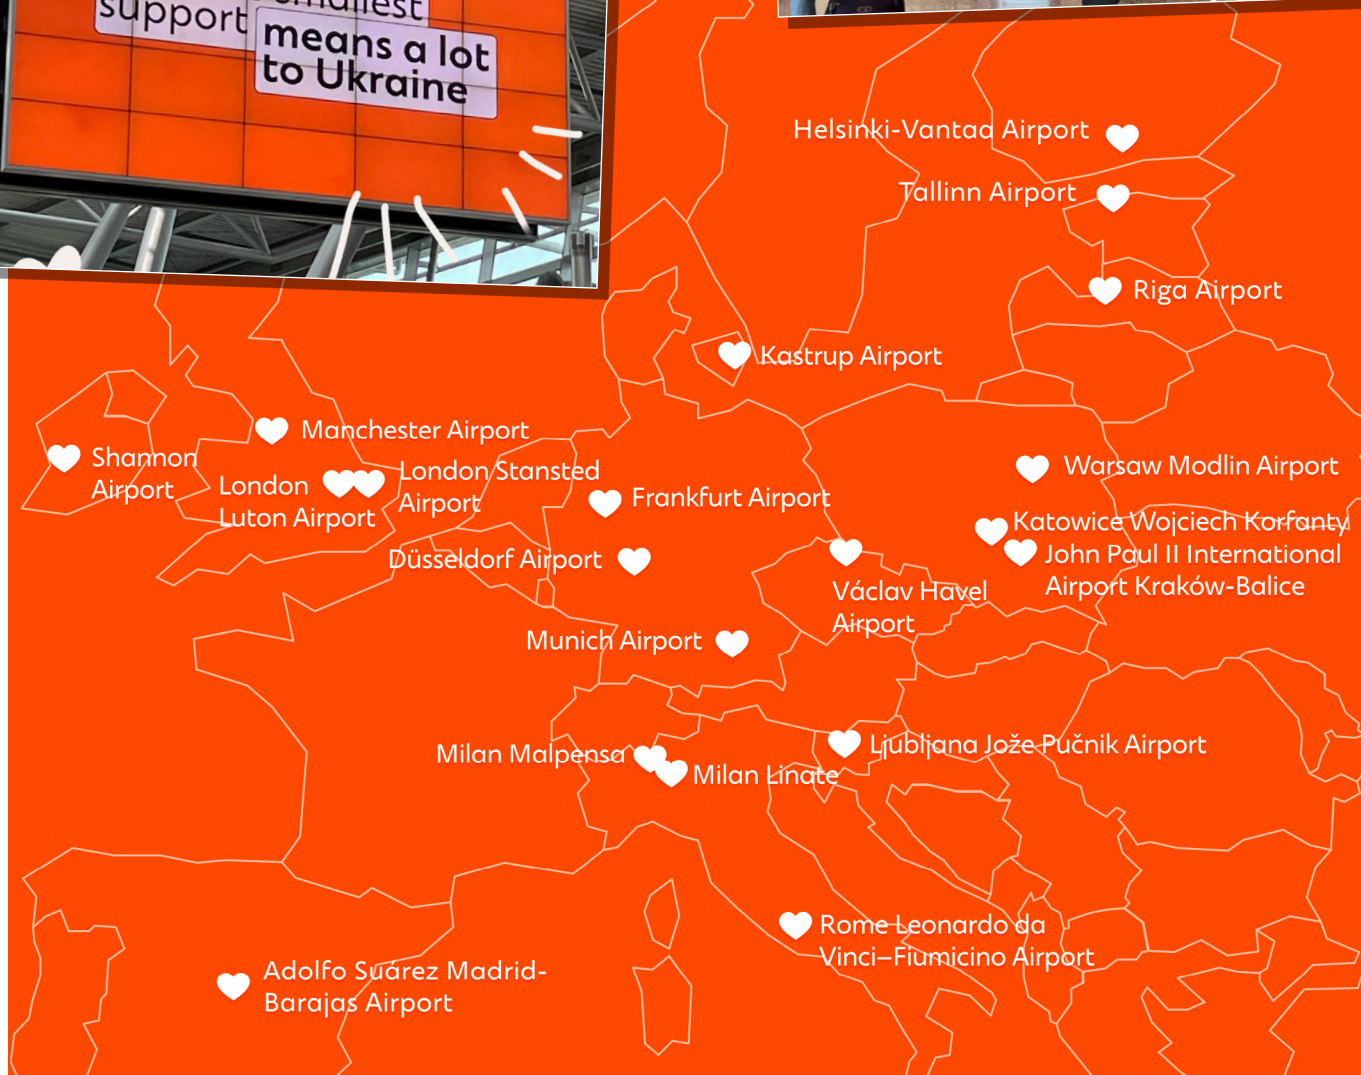 smallest
support
means a lot
to Ukraine
Helsinki-Vantaa Airport
Tallinn Airport
Riga Airport
Kastrup Airport
Manchester Airport
Shannon
Airport
London
Luton Airport
London Stansted
Airport
Frankfurt Airport
Warsaw Modlin Airport
Katowice Wojciech Korfanty
John Paul II International
Airport Kraków-Balice
Düsseldorf Airport
Václav Havel
Airport
Munich Airport
Milan Malpensa
Milan Linate
Ljubljana Jože Pučnik Airport
Rome Leonardo da
Vinci–Fiumicino Airport
Adolfo Suárez Madrid-
Barajas Airport